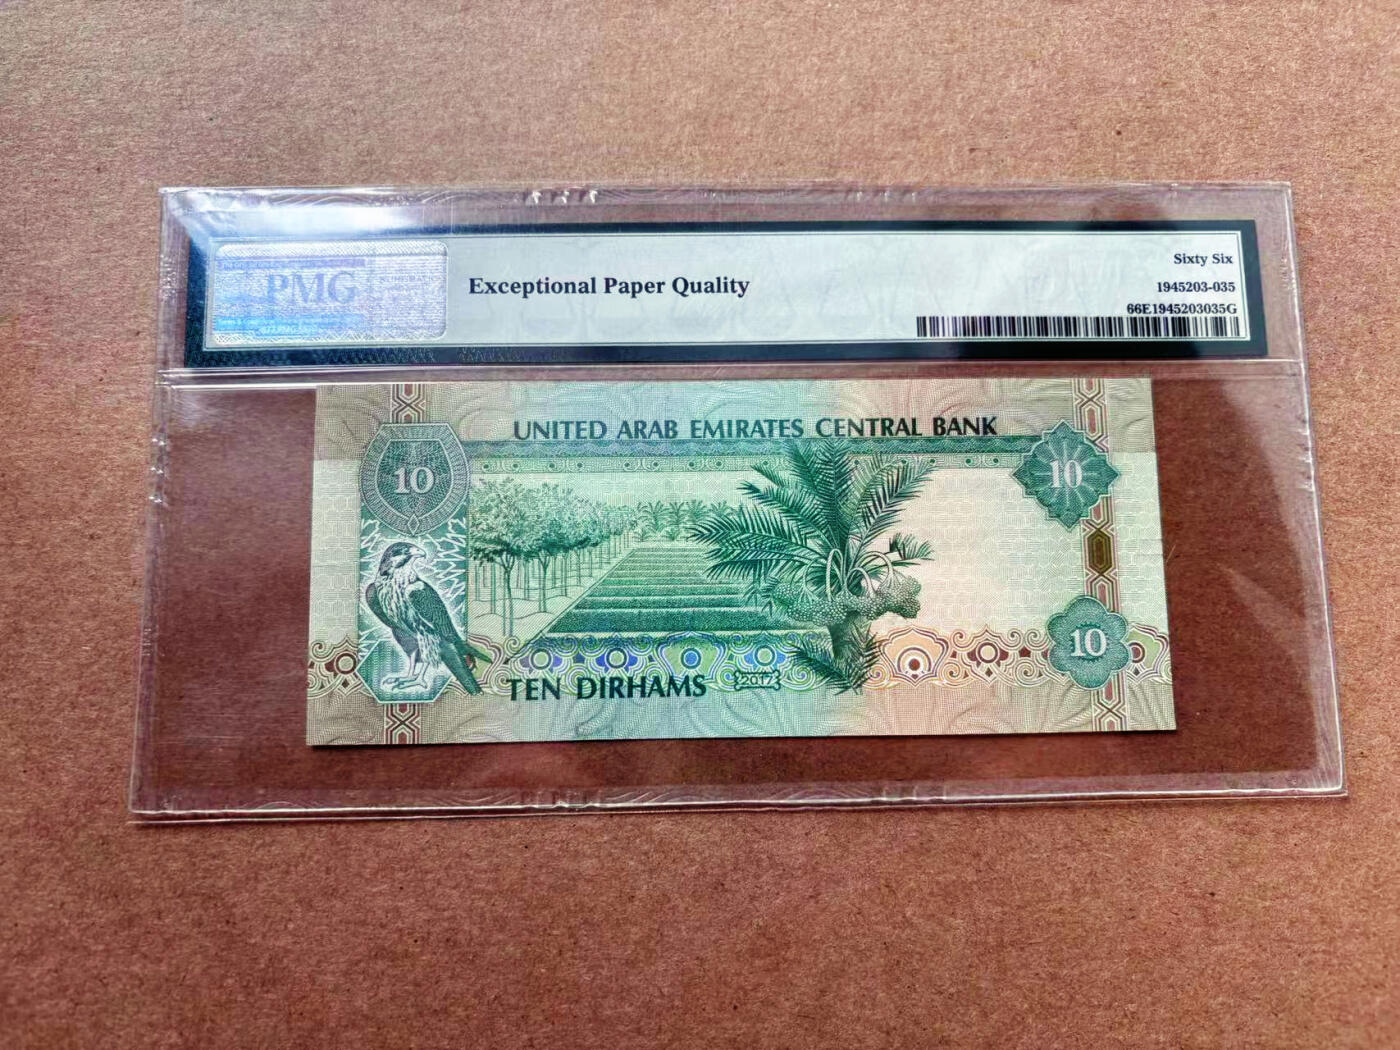 PMG
Exceptional Paper Quality
Sixty Six
1945203-035
66E1945203035G
UNITED ARAB EMIRATES CENTRAL BANK
10
10
10
TEN DIRHAMS
2017